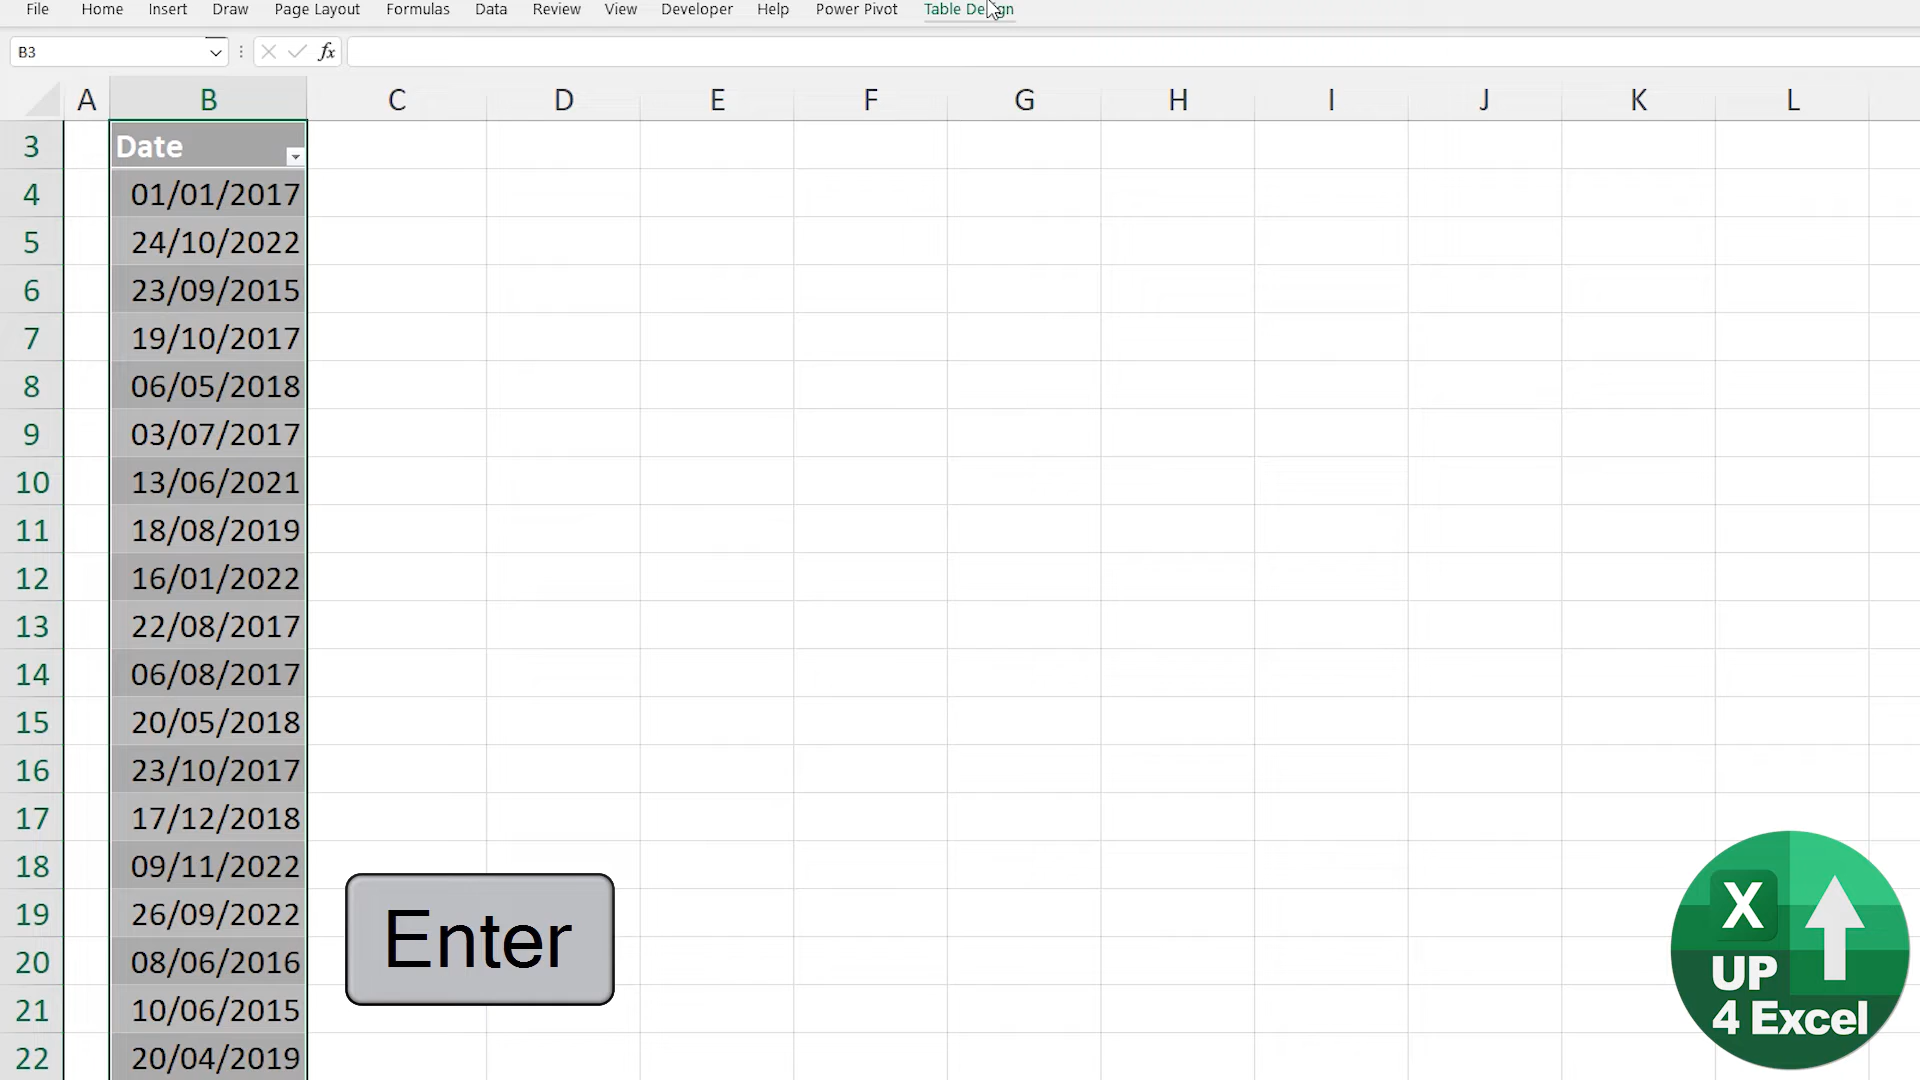 File Home Insert Draw Page Layout Formulas Data Review View Developer Help Power Pivot Table Design
B3 fx
A B C D E F G H I J K L
3 Date
4 01/01/2017
5 24/10/2022
6 23/09/2015
7 19/10/2017
8 06/05/2018
9 03/07/2017
10 13/06/2021
11 18/08/2019
12 16/01/2022
13 22/08/2017
14 06/08/2017
15 20/05/2018
16 23/10/2017
17 17/12/2018
18 09/11/2022
19 26/09/2022
20 08/06/2016
21 10/06/2015
22 20/04/2019
Enter
X
UP
4 Excel